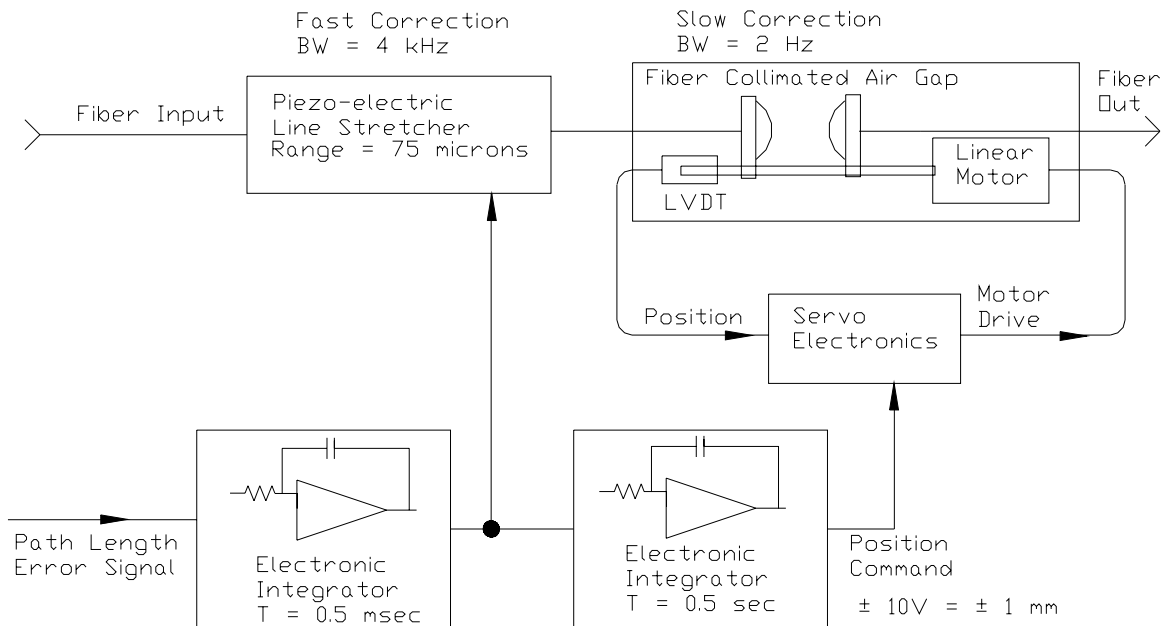 Fast Correction
BW = 4 kHz
Slow Correction
BW = 2 Hz
Fiber Input
Piezo-electric
Line Stretcher
Range = 75 microns
Fiber Collimated Air Gap
Fiber
Out
LVDT
Linear
Motor
Position
Servo
Electronics
Motor
Drive
Path Length
Error Signal
Electronic
Integrator
T = 0.5 msec
Electronic
Integrator
T = 0.5 sec
Position
Command
± 10V = ± 1 mm